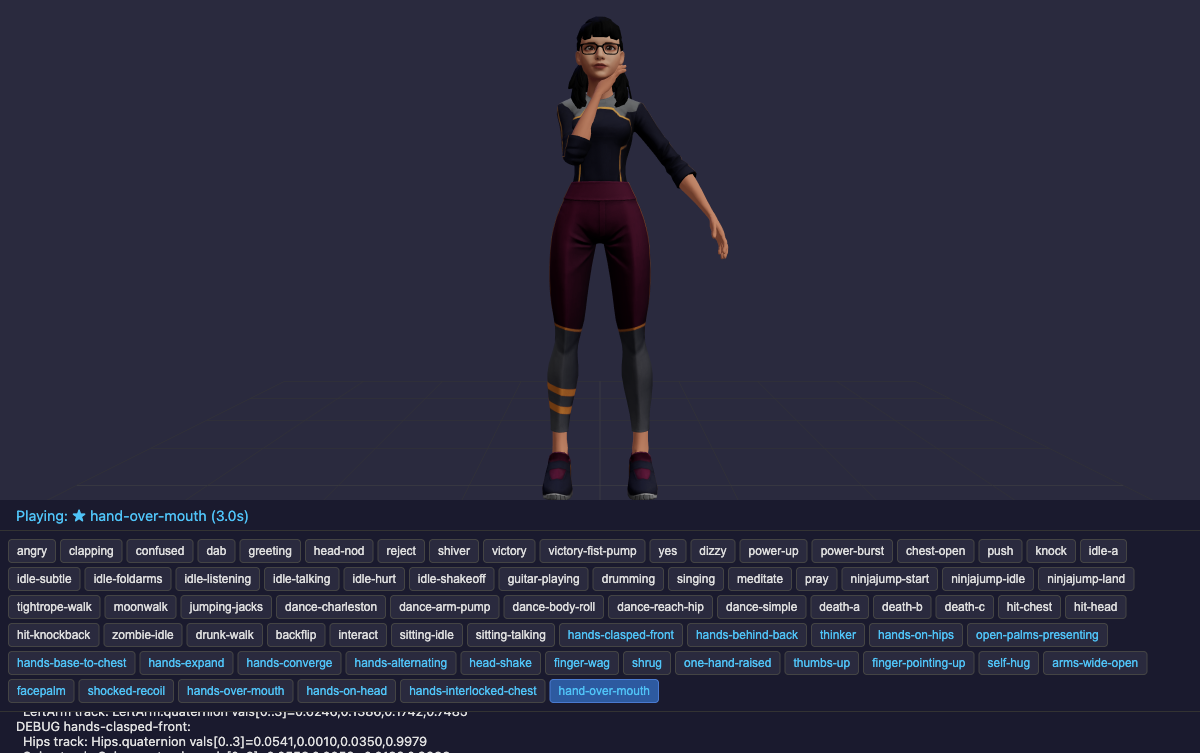 Playing: ★ hand-over-mouth (3.0s)
angry clapping confused dab greeting head-nod reject shiver victory victory-fist-pump yes dizzy power-up power-burst chest-open push knock idle-a
idle-subtle idle-foldarms idle-listening idle-talking idle-hurt idle-shakeoff guitar-playing drumming singing meditate pray ninjajump-start ninjajump-idle ninjajump-land
tightrope-walk moonwalk jumping-jacks dance-charleston dance-arm-pump dance-body-roll dance-reach-hip dance-simple death-a death-b death-c hit-chest hit-head
hit-knockback zombie-idle drunk-walk backflip interact sitting-idle sitting-talking hands-clasped-front hands-behind-back thinker hands-on-hips open-palms-presenting
hands-base-to-chest hands-expand hands-converge hands-alternating head-shake finger-wag shrug one-hand-raised thumbs-up finger-pointing-up self-hug arms-wide-open
facepalm shocked-recoil hands-over-mouth hands-on-head hands-interlocked-chest hand-over-mouth
LeftArm track: LeftArm.quaternion
DEBUG hands-clasped-front:
Hips track: Hips.quaternion vals[0..3]=0.0541,0.0010,0.0350,0.9979